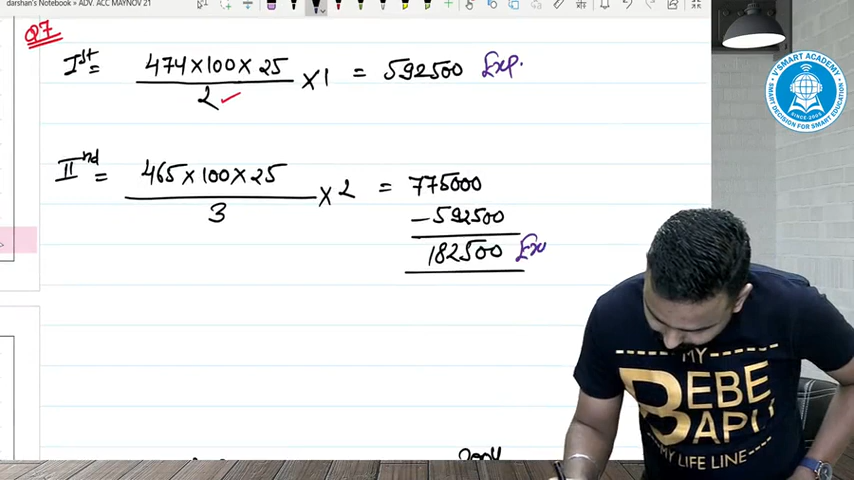 darshan's Notebook » ADV. ACC MAYNOV 21
Q7
Ist = 474×100×25 / 2 ✓ × 1 = 592500 Exp.
IInd = 465×100×25 / 3 × 2 = 775000
-592500
182500 Exp
V'SMART ACADEMY
SINCE-2005
SMART DECISION FOR SMART EDUCATION
MY
BEBE
BAPU
MY LIFE LINE